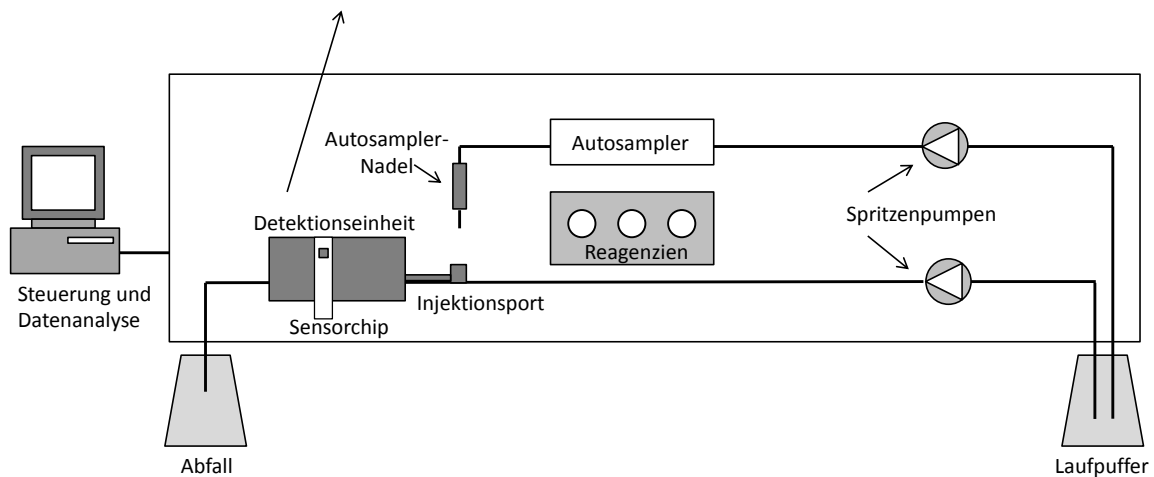 Autosampler-
Nadel
Autosampler
Spritzenpumpen
Detektionseinheit
Reagenzien
Injektionsport
Sensorchip
Steuerung und
Datenanalyse
Abfall
Laufpuffer